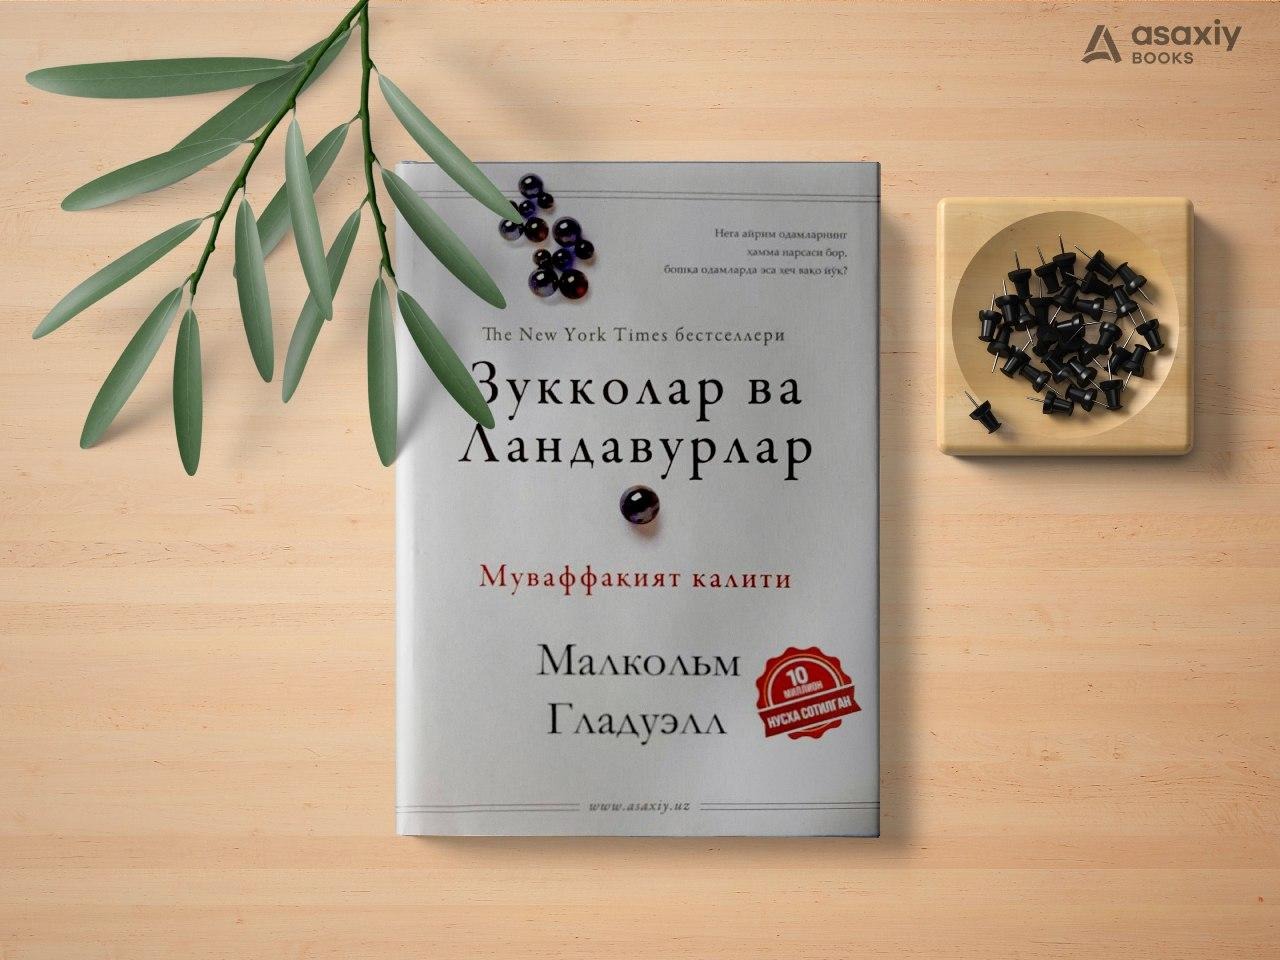 asaxiy
BOOKS
Нега айрим одамларнинг
ҳамма нарсаси бор,
бошқа одамларда эса ҳеч вақо йўқ?
The New York Times бестселлери
Зукколар ва
Ландавурлар
Муваффақият калити
Малкольм
Гладуэлл
10
МИЛЛИОН
НУСХА СОТИЛГАН
www.asaxiy.uz